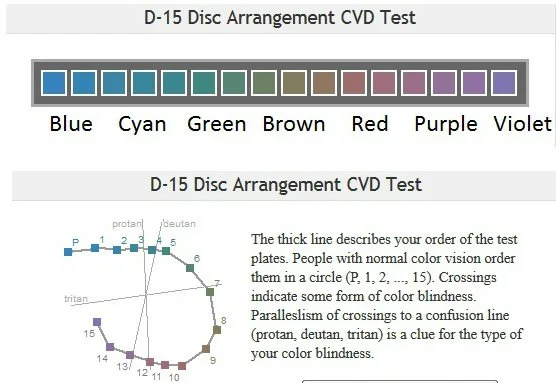 D-15 Disc Arrangement CVD Test
Blue Cyan Green Brown Red Purple Violet
D-15 Disc Arrangement CVD Test
protan deutan
P 1 2 3 4 5
6
7
tritan
8
15
14
13 12 11 10 9
The thick line describes your order of the test
plates. People with normal color vision order
them in a circle (P, 1, 2, ..., 15). Crossings
indicate some form of color blindness.
Paralleslism of crossings to a confusion line
(protan, deutan, tritan) is a clue for the type of
your color blindness.